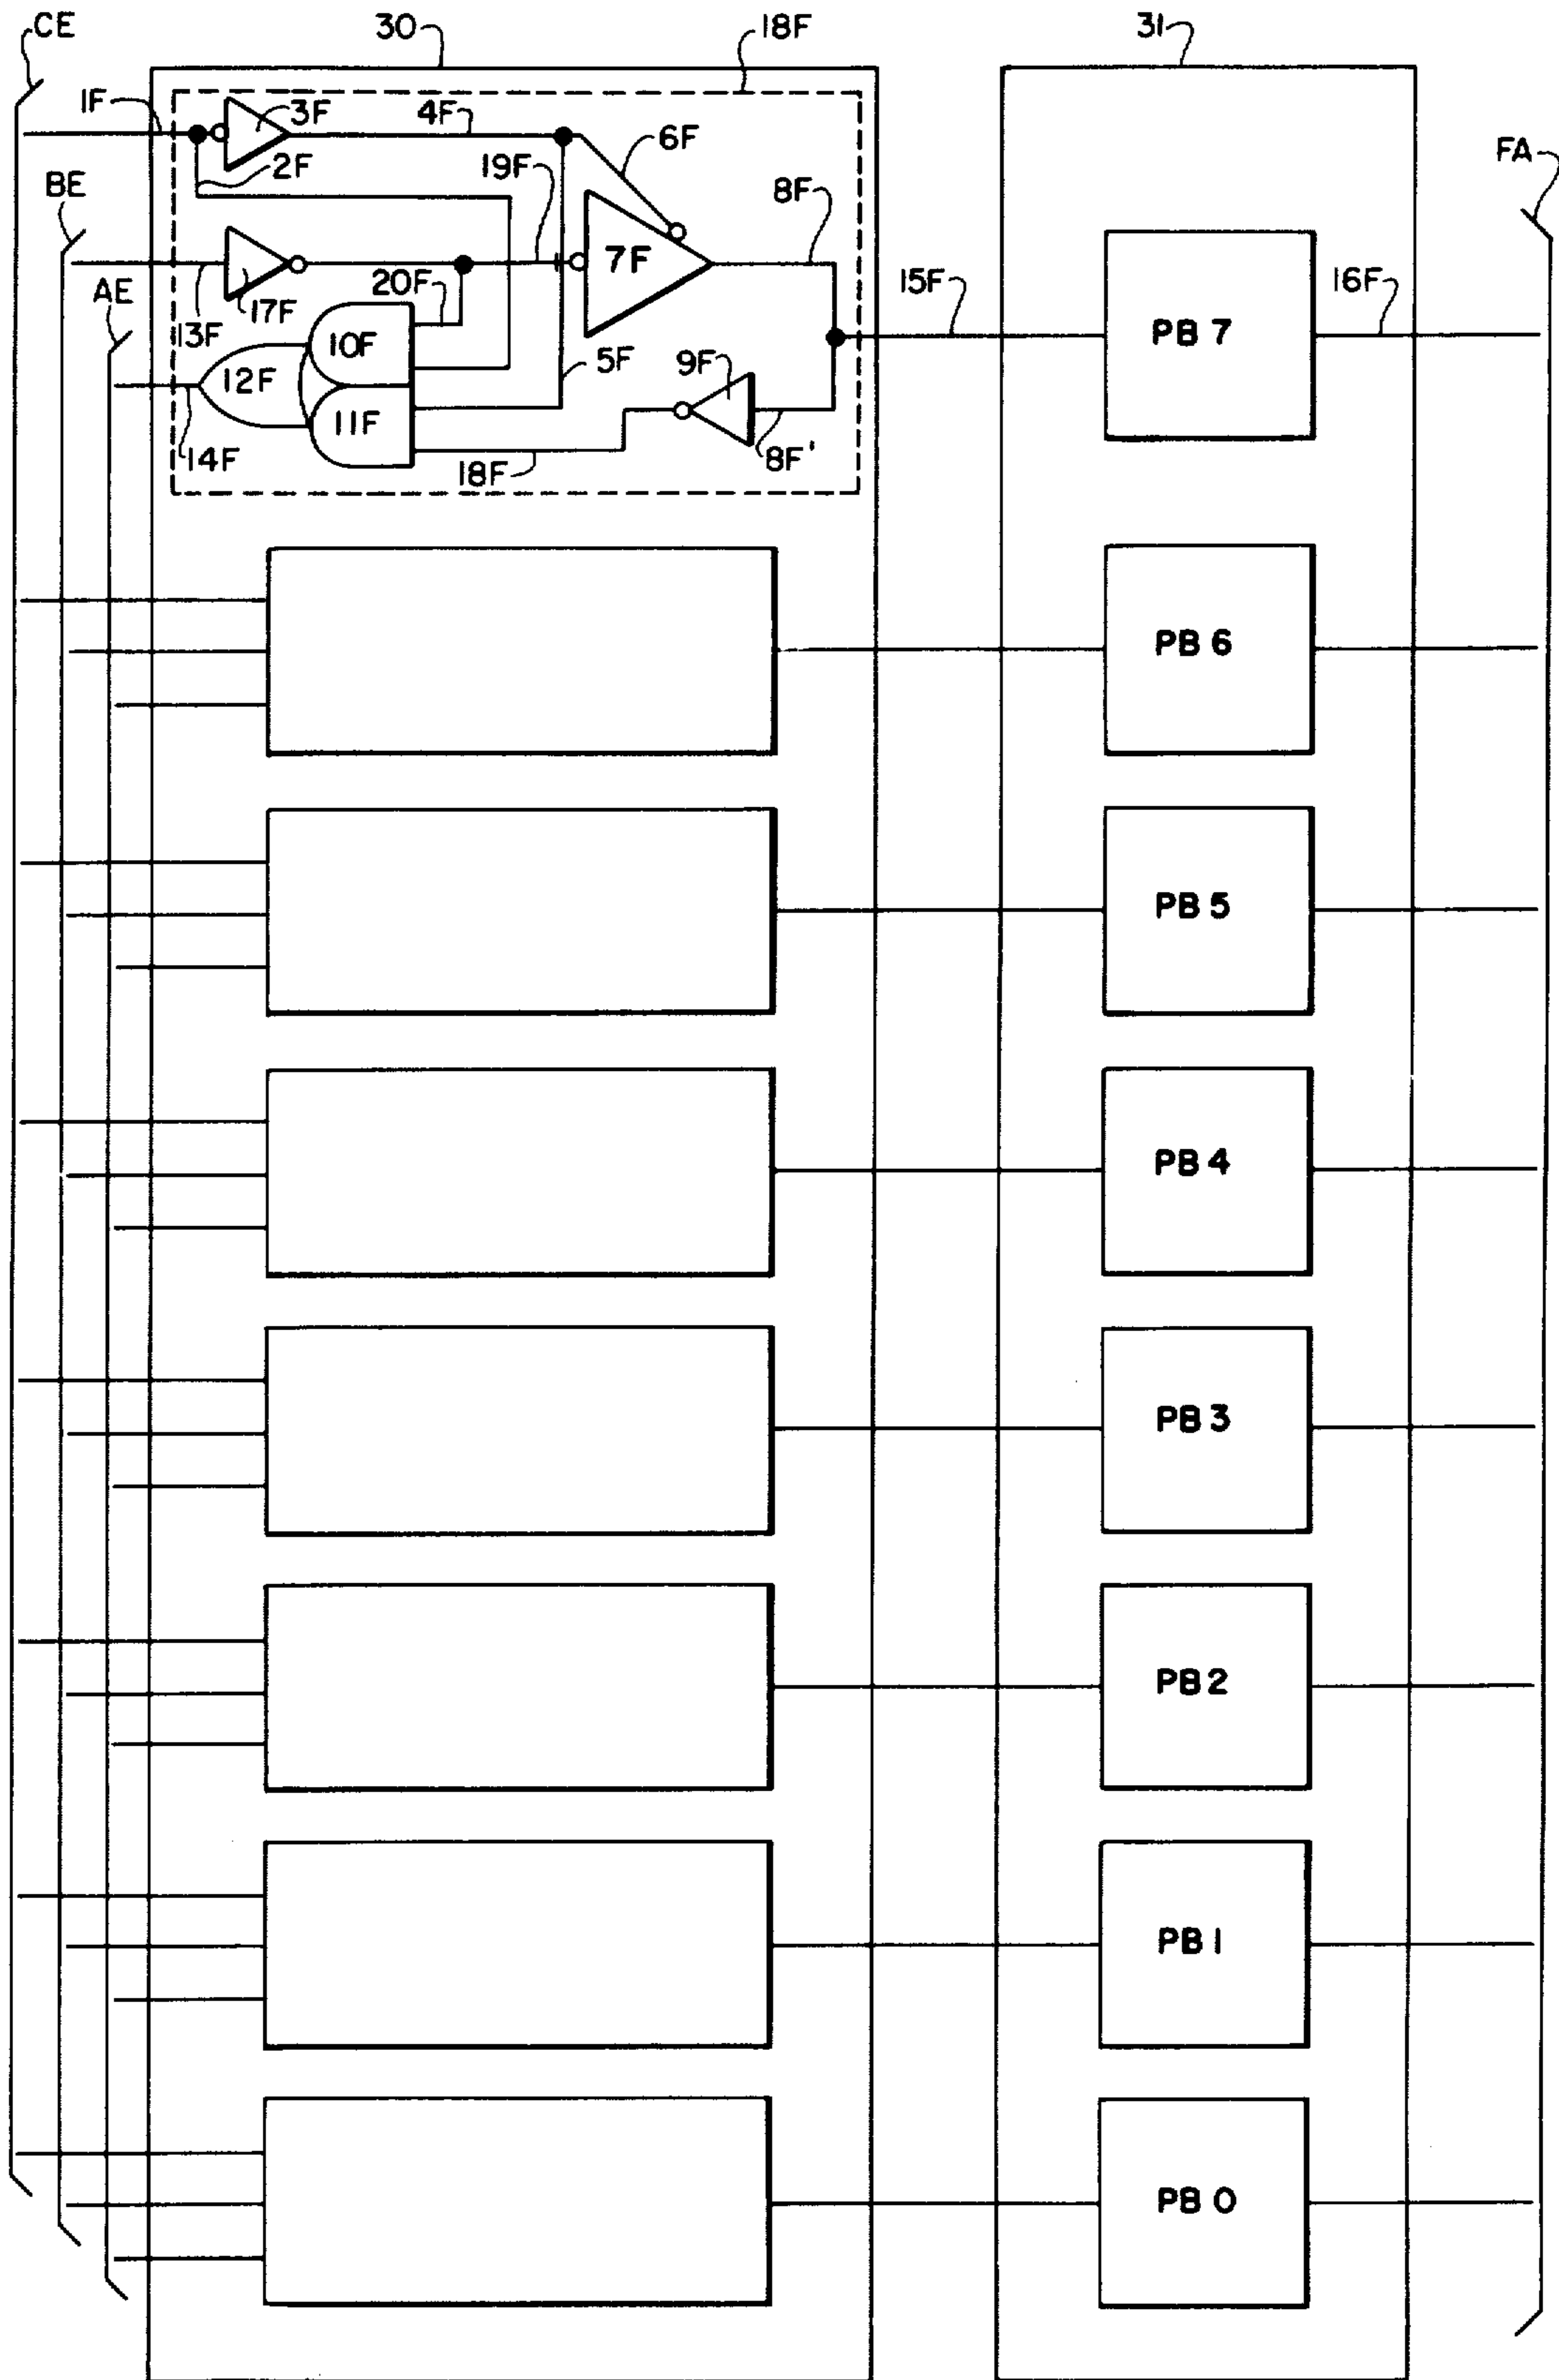 CE
30
18F
31
1F
3F
4F
6F
FA
2F
19F
BE
8F
7F
15F
16F
20F
AE
17F
13F
PB 7
10F
5F
9F
12F
11F
14F
18F
8F'
PB 6
PB 5
PB 4
PB 3
PB 2
PB 1
PB 0